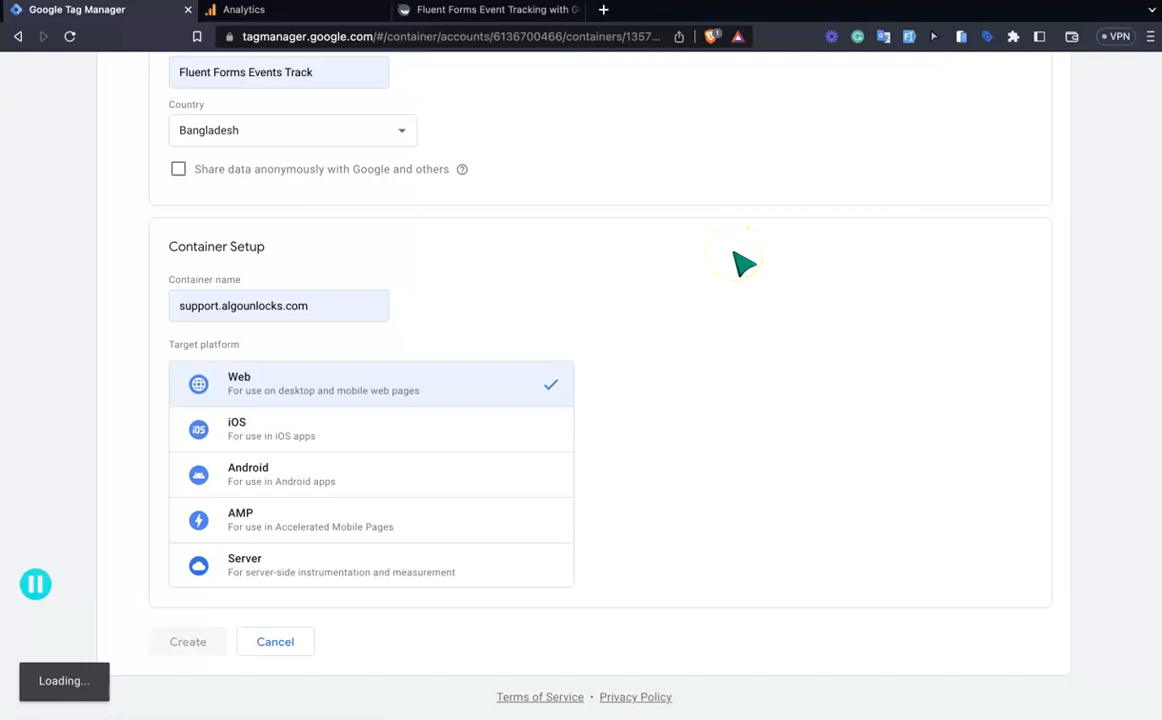 Google Tag Manager
Analytics
Fluent Forms Event Tracking with G
tagmanager.google.com/#/container/accounts/6136700466/containers/1357...
1
VPN
Fluent Forms Events Track
Country
Bangladesh
Share data anonymously with Google and others
Container Setup
Container name
support.algounlocks.com
Target platform
Web
For use on desktop and mobile web pages
iOS
iOS
For use in iOS apps
Android
For use in Android apps
AMP
For use in Accelerated Mobile Pages
Server
For server-side instrumentation and measurement
Create
Cancel
Loading...
Terms of Service • Privacy Policy